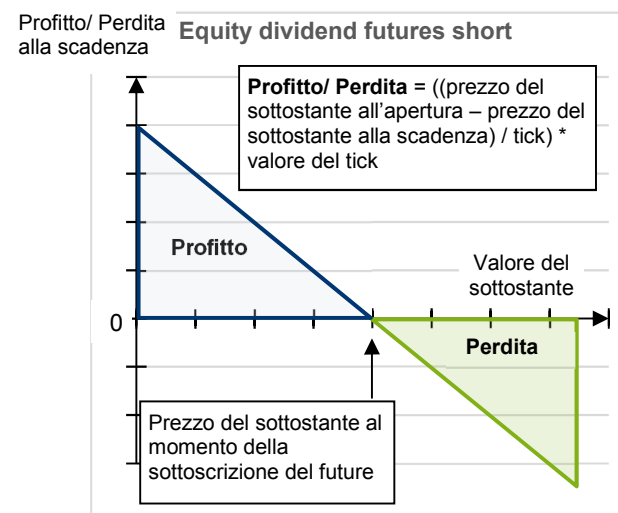 Profitto/ Perdita
alla scadenza
Equity dividend futures short
Profitto/ Perdita = ((prezzo del
sottostante all'apertura – prezzo del
sottostante alla scadenza) / tick) *
valore del tick
Profitto
Valore del
sottostante
0
Perdita
Prezzo del sottostante al
momento della
sottoscrizione del future